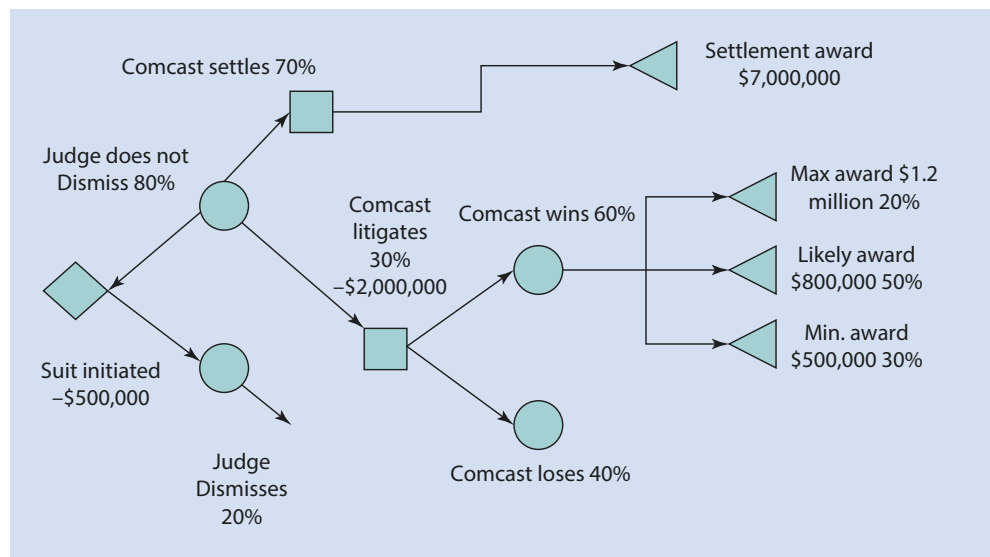 Comcast settles 70%
Settlement award
$7,000,000
Judge does not
Dismiss 80%
Comcast
litigates
30%
–$2,000,000
Comcast wins 60%
Max award $1.2
million 20%
Likely award
$800,000 50%
Min. award
$500,000 30%
Suit initiated
–$500,000
Judge
Dismisses
20%
Comcast loses 40%